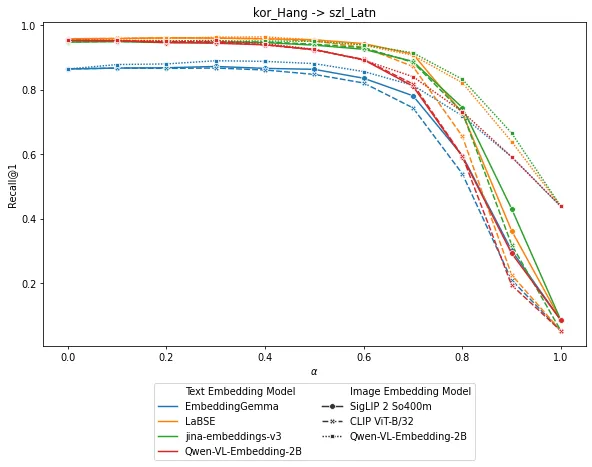 kor_Hang -> szl_Latn
1.0
0.8
0.6
0.4
0.2
Recall@1
0.0 0.2 0.4 0.6 0.8 1.0
α
Text Embedding Model Image Embedding Model
EmbeddingGemma SigLIP 2 So400m
LaBSE CLIP ViT-B/32
jina-embeddings-v3 Qwen-VL-Embedding-2B
Qwen-VL-Embedding-2B